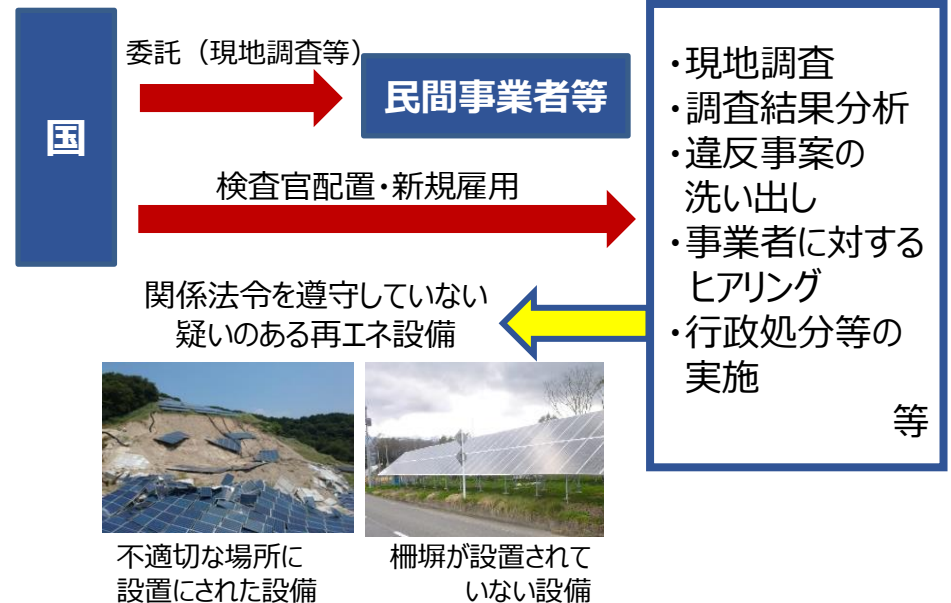 国
委託（現地調査等）
民間事業者等
検査官配置・新規雇用
・現地調査
・調査結果分析
・違反事案の
洗い出し
・事業者に対する
ヒアリング
・行政処分等の
実施
等
関係法令を遵守していない
疑いのある再エネ設備
不適切な場所に
設置にされた設備
柵塀が設置されて
いない設備